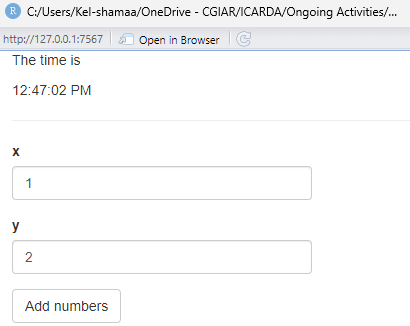 R C:/Users/Kel-shamaa/OneDrive - CGIAR/ICARDA/Ongoing Activities/...
http://127.0.0.1:7567 Open in Browser
The time is
12:47:02 PM
x
1
y
2
Add numbers